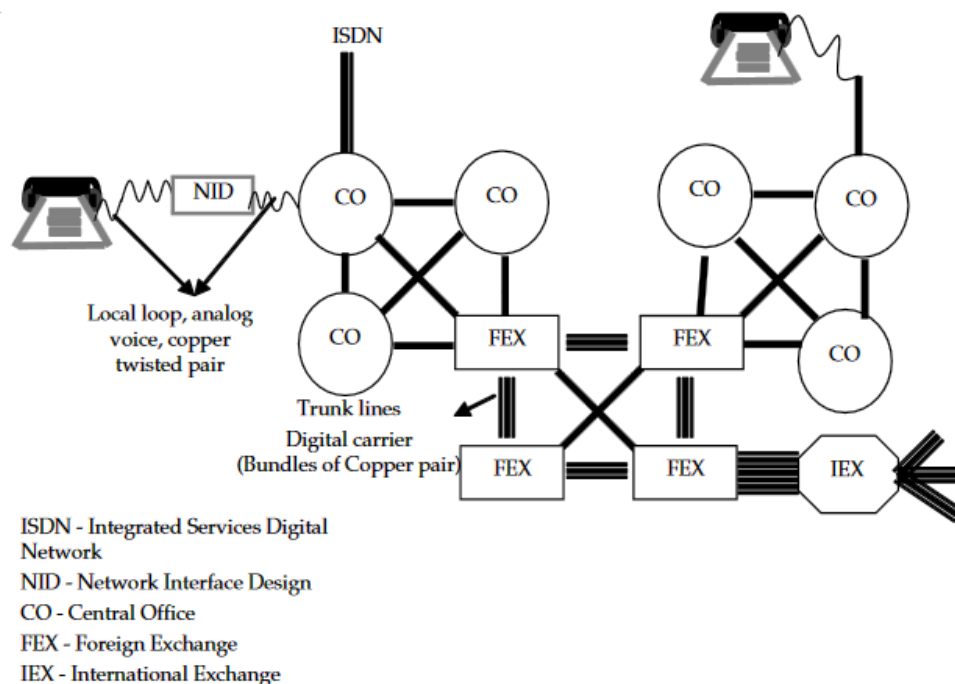 ISDN
NID
CO
CO
CO
CO
CO
CO
Local loop, analog
voice, copper
twisted pair
FEX
FEX
Trunk lines
Digital carrier
(Bundles of Copper pair)
FEX
FEX
IEX
ISDN - Integrated Services Digital
Network
NID - Network Interface Design
CO - Central Office
FEX - Foreign Exchange
IEX - International Exchange